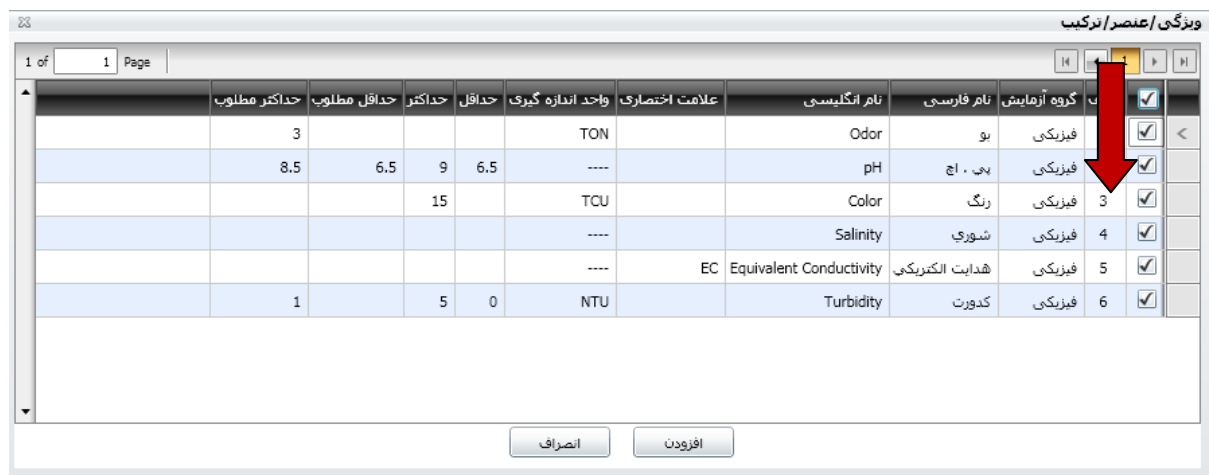 ویژگی/عنصر/ترکیب
1 of 1 Page 1
گروه آزمایش نام فارسی نام انگلیسی علامت اختصاری واحد اندازه گیری حداقل حداکثر حداقل مطلوب حداکثر مطلوب
فیزیکی بو Odor TON 3
فیزیکی پي . اچ pH ---- 6.5 9 6.5 8.5
3 فیزیکی رنگ Color TCU 15
4 فیزیکی شوري Salinity ----
5 فیزیکی هدایت الکتریکي Equivalent Conductivity EC ----
6 فیزیکی کدورت Turbidity NTU 0 5 1
افزودن انصراف